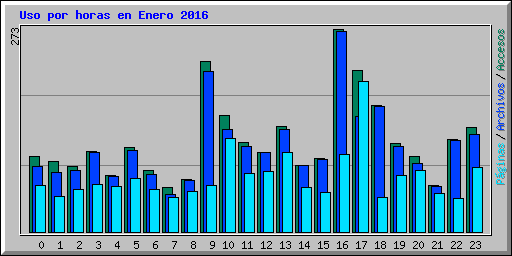 Uso por horas en Enero 2016
273
Páginas / Archivos / Accesos
0 1 2 3 4 5 6 7 8 9 10 11 12 13 14 15 16 17 18 19 20 21 22 23